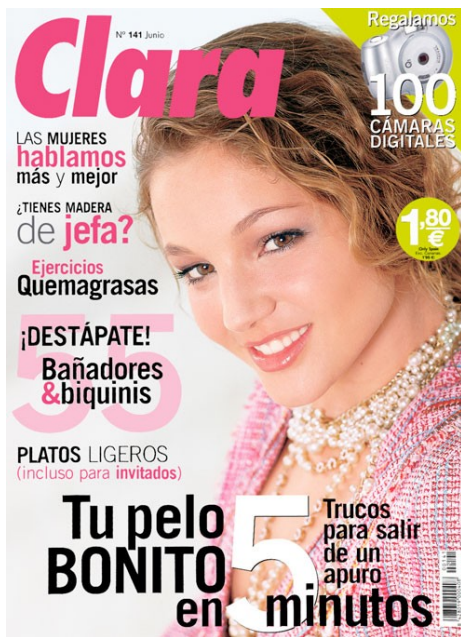 Nº 141 Junio
Clara
Regalamos
100
CÁMARAS
DIGITALES
LAS MUJERES
hablamos
más y mejor
¿TIENES MADERA
de jefa?
1,80
€
Only Spain
Ejercicios
Quemagrasas
55
¡DESTÁPATE!
Bañadores
&biquinis
PLATOS LIGEROS
(incluso para invitados)
Tu pelo
BONITO
en 5 minutos
Trucos
para salir
de un
apuro